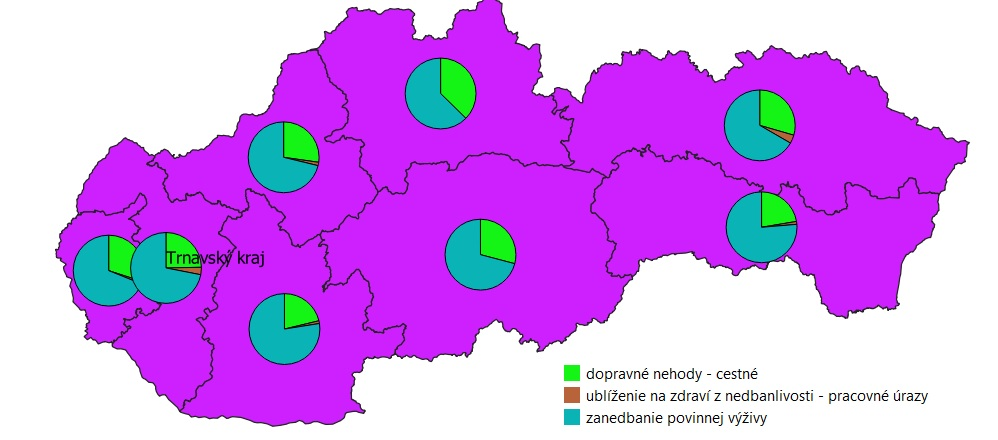 Trnavský kraj
dopravné nehody - cestné
ublíženie na zdraví z nedbanlivosti - pracovné úrazy
zanedbanie povinnej výživy